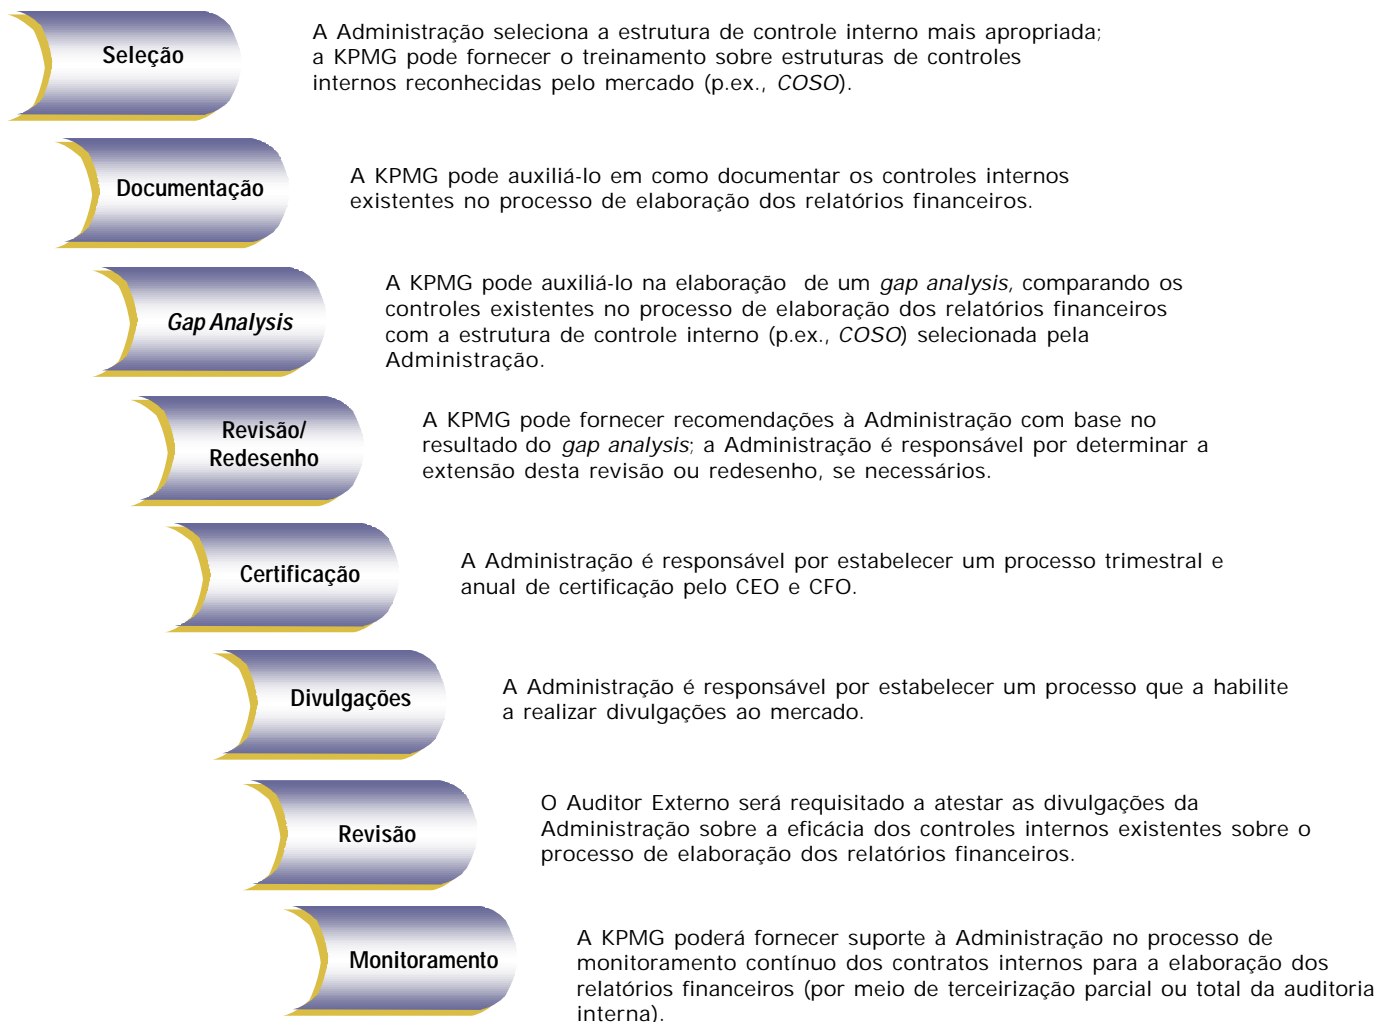 Seleção
A Administração seleciona a estrutura de controle interno mais apropriada;
a KPMG pode fornecer o treinamento sobre estruturas de controles
internos reconhecidas pelo mercado (p.ex., COSO).
Documentação
A KPMG pode auxiliá-lo em como documentar os controles internos
existentes no processo de elaboração dos relatórios financeiros.
Gap Analysis
A KPMG pode auxiliá-lo na elaboração de um gap analysis, comparando os
controles existentes no processo de elaboração dos relatórios financeiros
com a estrutura de controle interno (p.ex., COSO) selecionada pela
Administração.
Revisão/
Redesenho
A KPMG pode fornecer recomendações à Administração com base no
resultado do gap analysis; a Administração é responsável por determinar a
extensão desta revisão ou redesenho, se necessários.
Certificação
A Administração é responsável por estabelecer um processo trimestral e
anual de certificação pelo CEO e CFO.
Divulgações
A Administração é responsável por estabelecer um processo que a habilite
a realizar divulgações ao mercado.
Revisão
O Auditor Externo será requisitado a atestar as divulgações da
Administração sobre a eficácia dos controles internos existentes sobre o
processo de elaboração dos relatórios financeiros.
Monitoramento
A KPMG poderá fornecer suporte à Administração no processo de
monitoramento contínuo dos contratos internos para a elaboração dos
relatórios financeiros (por meio de terceirização parcial ou total da auditoria
interna).